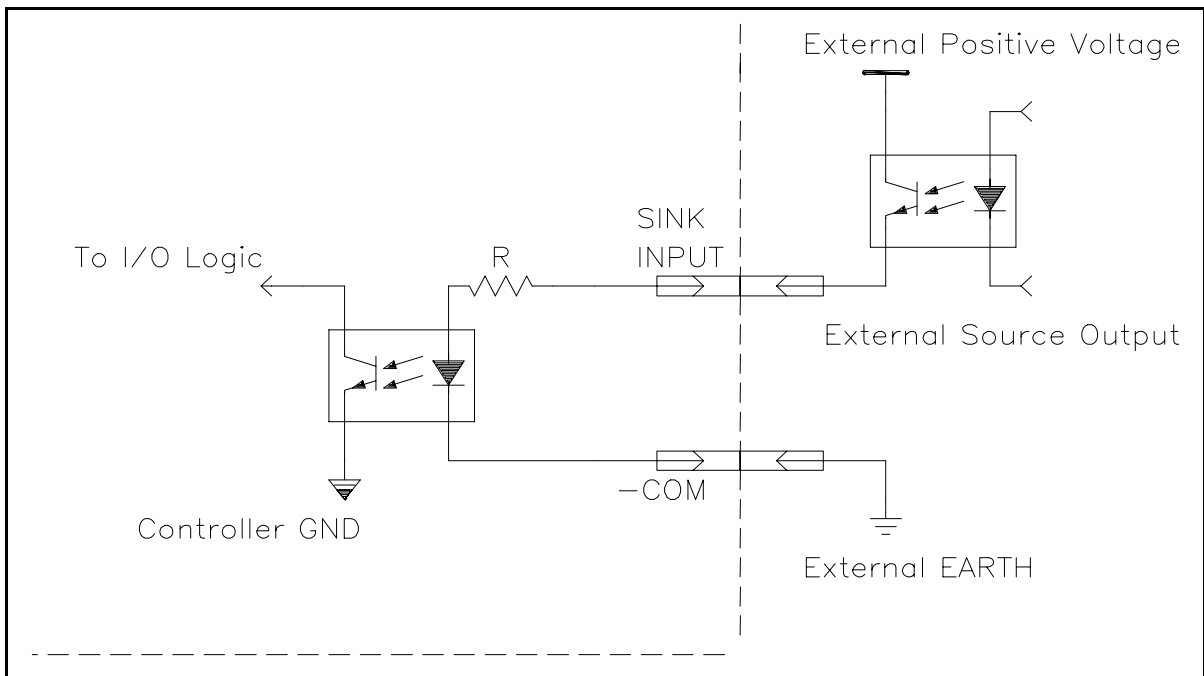 External Positive Voltage
SINK
INPUT
R
To I/O Logic
External Source Output
-COM
Controller GND
External EARTH